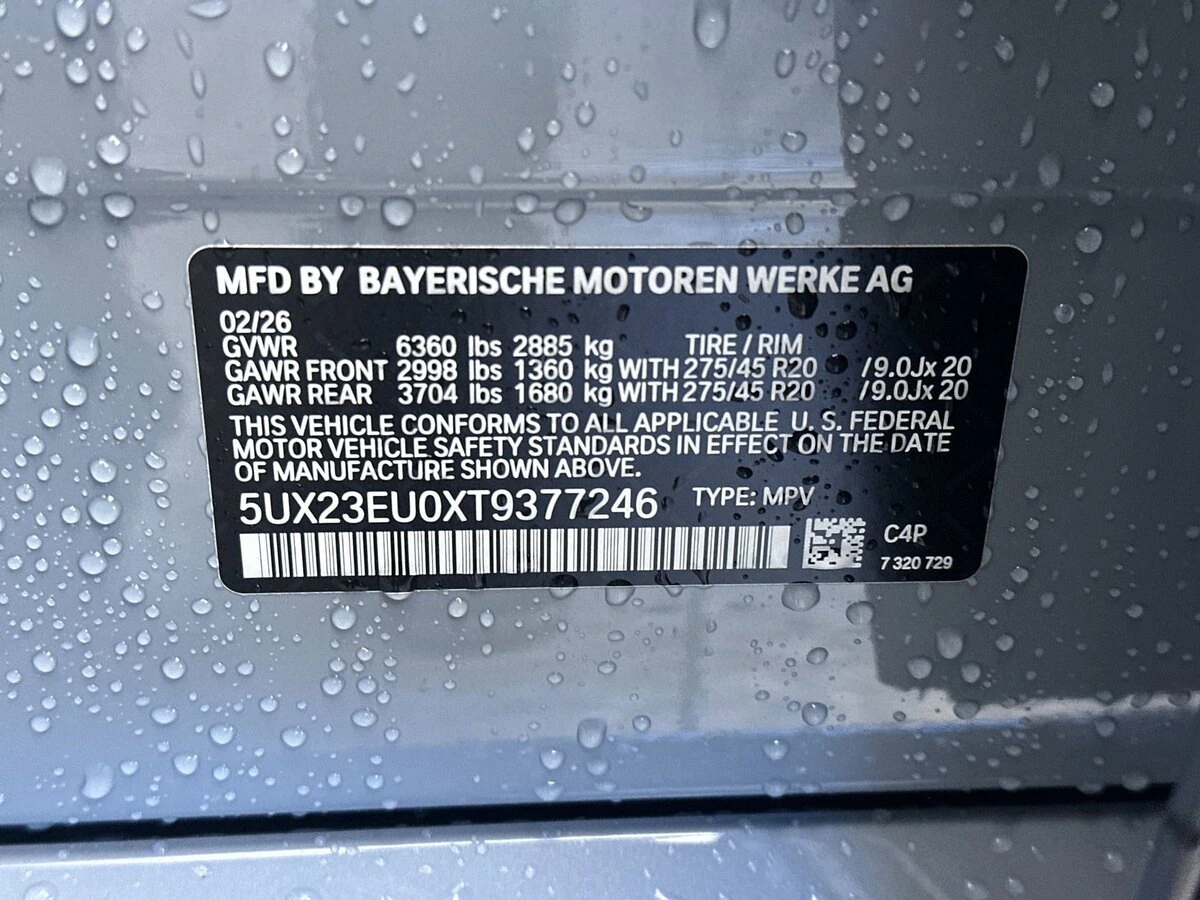 MFD BY BAYERISCHE MOTOREN WERKE AG
02/26
GVWR 6360 lbs 2885 kg TIRE / RIM
GAWR FRONT 2998 lbs 1360 kg WITH 275/45 R20 /9.0Jx 20
GAWR REAR 3704 lbs 1680 kg WITH 275/45 R20 /9.0Jx 20
THIS VEHICLE CONFORMS TO ALL APPLICABLE U. S. FEDERAL
MOTOR VEHICLE SAFETY STANDARDS IN EFFECT ON THE DATE
OF MANUFACTURE SHOWN ABOVE.
5UX23EU0XT9377246 TYPE: MPV
C4P
7 320 729